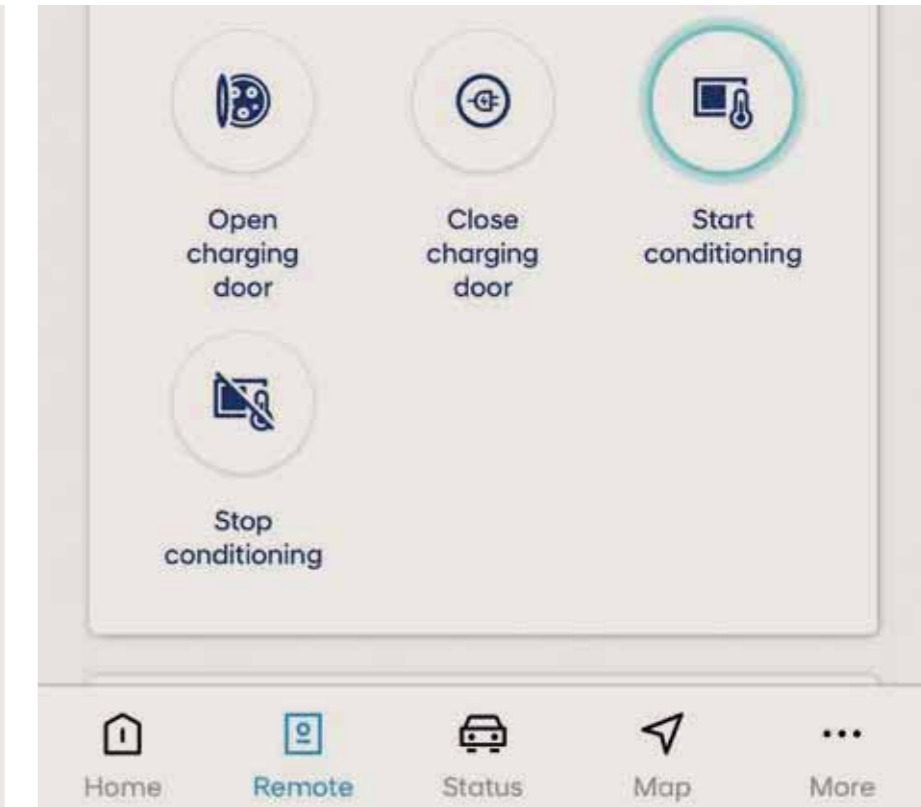 Open
charging
door
Close
charging
door
Start
conditioning
Stop
conditioning
Home
Remote
Status
Map
More